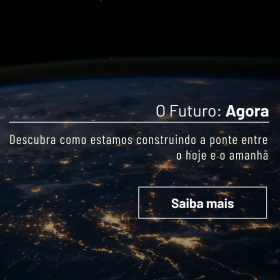 O Futuro: Agora
Descubra como estamos construindo a ponte entre
o hoje e o amanhã
Saiba mais